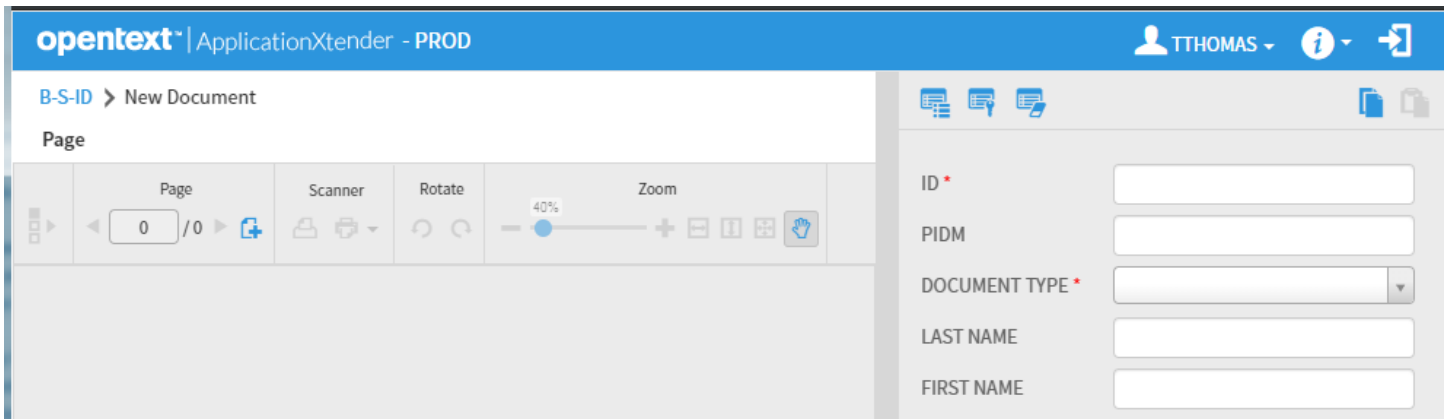 opentext™ | ApplicationXtender - PROD
TTHOMAS
i
B-S-ID > New Document
Page
Page Scanner Rotate Zoom
40%
0 /0
ID *
PIDM
DOCUMENT TYPE *
LAST NAME
FIRST NAME